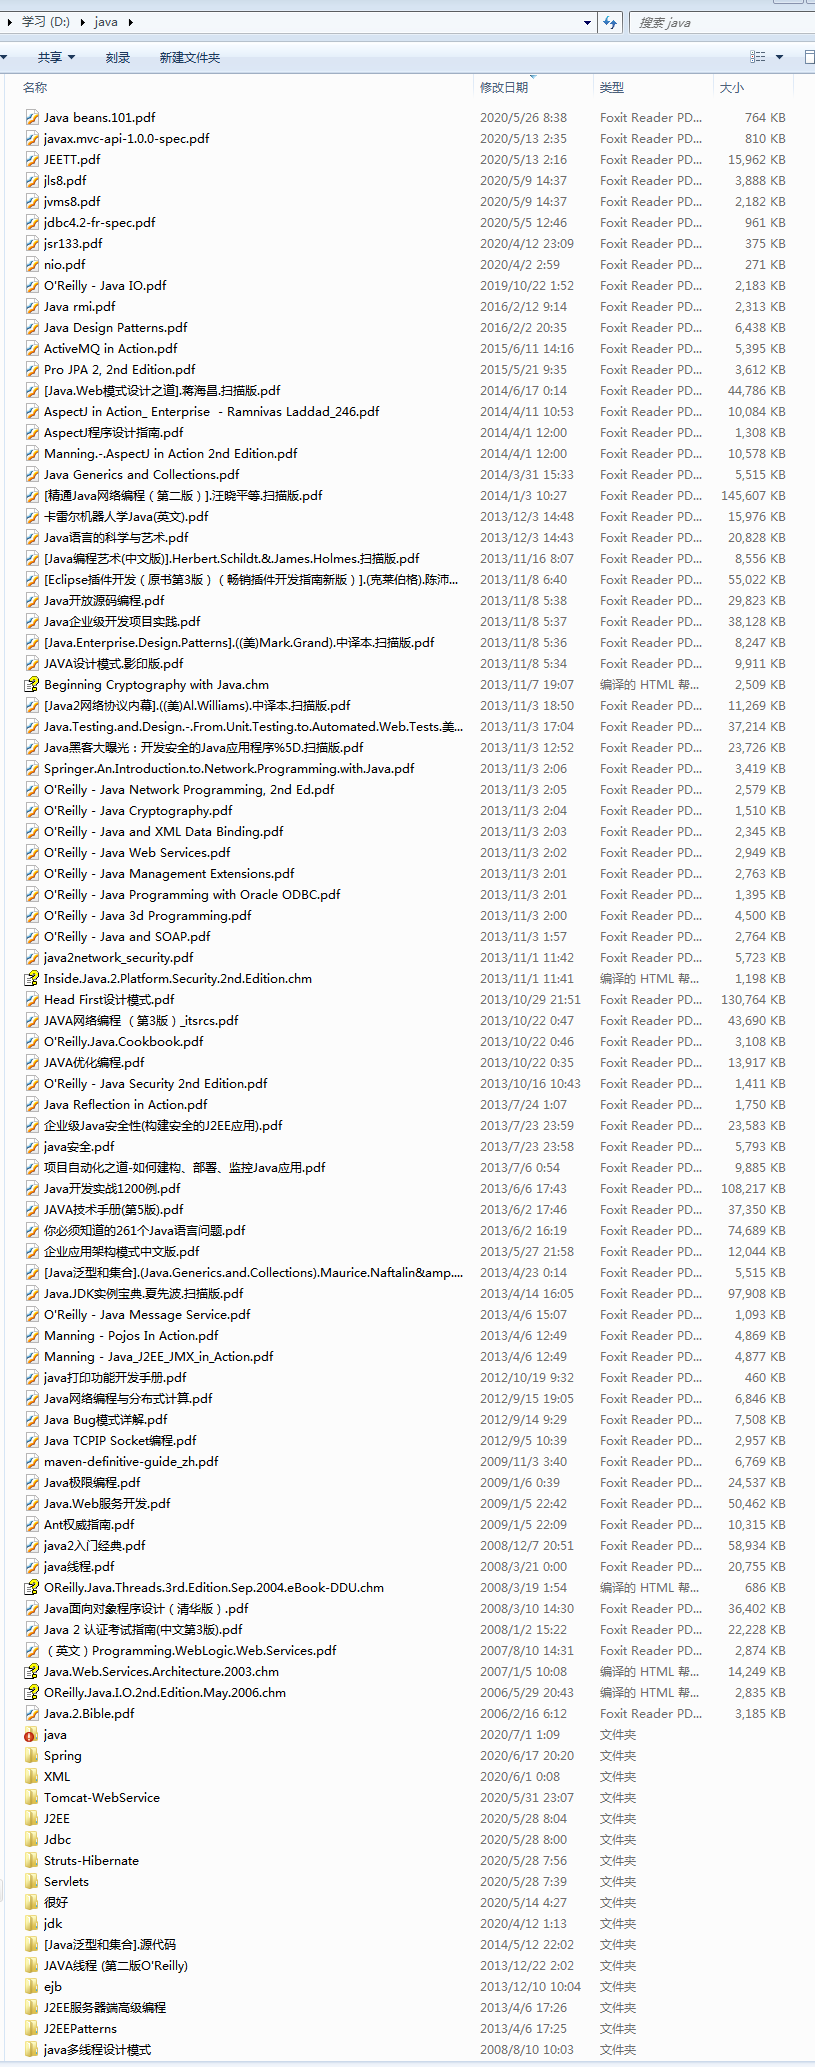 学习 (D:) ▸ java ▸ 搜索 java
共享 刻录 新建文件夹
名称 修改日期 类型 大小
Java beans.101.pdf 2020/5/26 8:38 Foxit Reader PD... 764 KB
javax.mvc-api-1.0.0-spec.pdf 2020/5/13 2:35 Foxit Reader PD... 810 KB
JEETT.pdf 2020/5/13 2:16 Foxit Reader PD... 15,962 KB
jls8.pdf 2020/5/9 14:37 Foxit Reader PD... 3,888 KB
jvms8.pdf 2020/5/9 14:37 Foxit Reader PD... 2,182 KB
jdbc4.2-fr-spec.pdf 2020/5/5 12:46 Foxit Reader PD... 961 KB
jsr133.pdf 2020/4/12 23:09 Foxit Reader PD... 375 KB
nio.pdf 2020/4/2 2:59 Foxit Reader PD... 271 KB
O'Reilly - Java IO.pdf 2019/10/22 1:52 Foxit Reader PD... 2,183 KB
Java rmi.pdf 2016/2/12 9:14 Foxit Reader PD... 2,313 KB
Java Design Patterns.pdf 2016/2/2 20:35 Foxit Reader PD... 6,438 KB
ActiveMQ in Action.pdf 2015/6/11 14:16 Foxit Reader PD... 5,395 KB
Pro JPA 2, 2nd Edition.pdf 2015/5/21 9:35 Foxit Reader PD... 3,612 KB
[Java.Web模式设计之道].蒋海昌.扫描版.pdf 2014/6/17 0:14 Foxit Reader PD... 44,786 KB
AspectJ in Action_ Enterprise  - Ramnivas Laddad_246.pdf 2014/4/11 10:53 Foxit Reader PD... 10,084 KB
AspectJ程序设计指南.pdf 2014/4/1 12:00 Foxit Reader PD... 1,308 KB
Manning.-.AspectJ in Action 2nd Edition.pdf 2014/4/1 12:00 Foxit Reader PD... 10,578 KB
Java Generics and Collections.pdf 2014/3/31 15:33 Foxit Reader PD... 5,515 KB
[精通Java网络编程（第二版）].汪晓平等.扫描版.pdf 2014/1/3 10:27 Foxit Reader PD... 145,607 KB
卡雷尔机器人学Java(英文).pdf 2013/12/3 14:48 Foxit Reader PD... 15,976 KB
Java语言的科学与艺术.pdf 2013/12/3 14:43 Foxit Reader PD... 20,828 KB
[Java编程艺术(中文版)].Herbert.Schildt.&.James.Holmes.扫描版.pdf 2013/11/16 8:07 Foxit Reader PD... 8,556 KB
[Eclipse插件开发（原书第3版）（畅销插件开发指南新版）].(克莱伯格).陈沛... 2013/11/8 6:40 Foxit Reader PD... 55,022 KB
Java开放源码编程.pdf 2013/11/8 5:38 Foxit Reader PD... 29,823 KB
Java企业级开发项目实践.pdf 2013/11/8 5:37 Foxit Reader PD... 38,128 KB
[Java.Enterprise.Design.Patterns].((美)Mark.Grand).中译本.扫描版.pdf 2013/11/8 5:36 Foxit Reader PD... 8,247 KB
JAVA设计模式.影印版.pdf 2013/11/8 5:34 Foxit Reader PD... 9,911 KB
Beginning Cryptography with Java.chm 2013/11/7 19:07 编译的 HTML 帮... 2,509 KB
[Java2网络协议内幕].((美)Al.Williams).中译本.扫描版.pdf 2013/11/3 18:50 Foxit Reader PD... 11,269 KB
Java.Testing.and.Design.-.From.Unit.Testing.to.Automated.Web.Tests.美... 2013/11/3 17:04 Foxit Reader PD... 37,214 KB
Java黑客大曝光：开发安全的Java应用程序%5D.扫描版.pdf 2013/11/3 12:52 Foxit Reader PD... 23,726 KB
Springer.An.Introduction.to.Network.Programming.with.Java.pdf 2013/11/3 2:06 Foxit Reader PD... 3,419 KB
O'Reilly - Java Network Programming, 2nd Ed.pdf 2013/11/3 2:05 Foxit Reader PD... 2,579 KB
O'Reilly - Java Cryptography.pdf 2013/11/3 2:04 Foxit Reader PD... 1,510 KB
O'Reilly - Java and XML Data Binding.pdf 2013/11/3 2:03 Foxit Reader PD... 2,345 KB
O'Reilly - Java Web Services.pdf 2013/11/3 2:02 Foxit Reader PD... 2,949 KB
O'Reilly - Java Management Extensions.pdf 2013/11/3 2:01 Foxit Reader PD... 2,763 KB
O'Reilly - Java Programming with Oracle ODBC.pdf 2013/11/3 2:01 Foxit Reader PD... 1,395 KB
O'Reilly - Java 3d Programming.pdf 2013/11/3 2:00 Foxit Reader PD... 4,500 KB
O'Reilly - Java and SOAP.pdf 2013/11/3 1:57 Foxit Reader PD... 2,764 KB
java2network_security.pdf 2013/11/1 11:42 Foxit Reader PD... 5,723 KB
Inside.Java.2.Platform.Security.2nd.Edition.chm 2013/11/1 11:41 编译的 HTML 帮... 1,198 KB
Head First设计模式.pdf 2013/10/29 21:51 Foxit Reader PD... 130,764 KB
JAVA网络编程 （第3版）_itsrcs.pdf 2013/10/22 0:47 Foxit Reader PD... 43,690 KB
O'Reilly.Java.Cookbook.pdf 2013/10/22 0:46 Foxit Reader PD... 3,108 KB
JAVA优化编程.pdf 2013/10/22 0:35 Foxit Reader PD... 13,917 KB
O'Reilly - Java Security 2nd Edition.pdf 2013/10/16 10:43 Foxit Reader PD... 1,411 KB
Java Reflection in Action.pdf 2013/7/24 1:07 Foxit Reader PD... 1,750 KB
企业级Java安全性(构建安全的J2EE应用).pdf 2013/7/23 23:59 Foxit Reader PD... 23,583 KB
java安全.pdf 2013/7/23 23:58 Foxit Reader PD... 5,793 KB
项目自动化之道-如何建构、部署、监控Java应用.pdf 2013/7/6 0:54 Foxit Reader PD... 9,885 KB
Java开发实战1200例.pdf 2013/6/6 17:43 Foxit Reader PD... 108,217 KB
JAVA技术手册(第5版).pdf 2013/6/2 17:46 Foxit Reader PD... 37,350 KB
你必须知道的261个Java语言问题.pdf 2013/6/2 16:19 Foxit Reader PD... 74,689 KB
企业应用架构模式中文版.pdf 2013/5/27 21:58 Foxit Reader PD... 12,044 KB
[Java泛型和集合].(Java.Generics.and.Collections).Maurice.Naftalin&amp.... 2013/4/23 0:14 Foxit Reader PD... 5,515 KB
Java.JDK实例宝典.夏先波.扫描版.pdf 2013/4/14 16:05 Foxit Reader PD... 97,908 KB
O'Reilly - Java Message Service.pdf 2013/4/6 15:07 Foxit Reader PD... 1,093 KB
Manning - Pojos In Action.pdf 2013/4/6 12:49 Foxit Reader PD... 4,869 KB
Manning - Java_J2EE_JMX_in_Action.pdf 2013/4/6 12:49 Foxit Reader PD... 4,877 KB
java打印功能开发手册.pdf 2012/10/19 9:32 Foxit Reader PD... 460 KB
Java网络编程与分布式计算.pdf 2012/9/15 19:05 Foxit Reader PD... 6,846 KB
Java Bug模式详解.pdf 2012/9/14 9:29 Foxit Reader PD... 7,508 KB
Java TCPIP Socket编程.pdf 2012/9/5 10:39 Foxit Reader PD... 2,957 KB
maven-definitive-guide_zh.pdf 2009/11/3 3:40 Foxit Reader PD... 6,769 KB
Java极限编程.pdf 2009/1/6 0:39 Foxit Reader PD... 24,537 KB
Java.Web服务开发.pdf 2009/1/5 22:42 Foxit Reader PD... 50,462 KB
Ant权威指南.pdf 2009/1/5 22:09 Foxit Reader PD... 10,315 KB
java2入门经典.pdf 2008/12/7 20:51 Foxit Reader PD... 58,934 KB
java线程.pdf 2008/3/21 0:00 Foxit Reader PD... 20,755 KB
OReilly.Java.Threads.3rd.Edition.Sep.2004.eBook-DDU.chm 2008/3/19 1:54 编译的 HTML 帮... 686 KB
Java面向对象程序设计（清华版）.pdf 2008/3/10 14:30 Foxit Reader PD... 36,402 KB
Java 2 认证考试指南(中文第3版).pdf 2008/1/2 15:22 Foxit Reader PD... 22,228 KB
（英文）Programming.WebLogic.Web.Services.pdf 2007/8/10 14:31 Foxit Reader PD... 2,874 KB
Java.Web.Services.Architecture.2003.chm 2007/1/5 10:08 编译的 HTML 帮... 14,249 KB
OReilly.Java.I.O.2nd.Edition.May.2006.chm 2006/5/29 20:43 编译的 HTML 帮... 2,835 KB
Java.2.Bible.pdf 2006/2/16 6:12 Foxit Reader PD... 3,185 KB
java 2020/7/1 1:09 文件夹
Spring 2020/6/17 20:20 文件夹
XML 2020/6/1 0:08 文件夹
Tomcat-WebService 2020/5/31 23:07 文件夹
J2EE 2020/5/28 8:04 文件夹
Jdbc 2020/5/28 8:00 文件夹
Struts-Hibernate 2020/5/28 7:56 文件夹
Servlets 2020/5/28 7:39 文件夹
很好 2020/5/14 4:27 文件夹
jdk 2020/4/12 1:13 文件夹
[Java泛型和集合].源代码 2014/5/12 22:02 文件夹
JAVA线程 (第二版O'Reilly) 2013/12/22 2:02 文件夹
ejb 2013/12/10 10:04 文件夹
J2EE服务器端高级编程 2013/4/6 17:26 文件夹
J2EEPatterns 2013/4/6 17:25 文件夹
java多线程设计模式 2008/8/10 10:03 文件夹